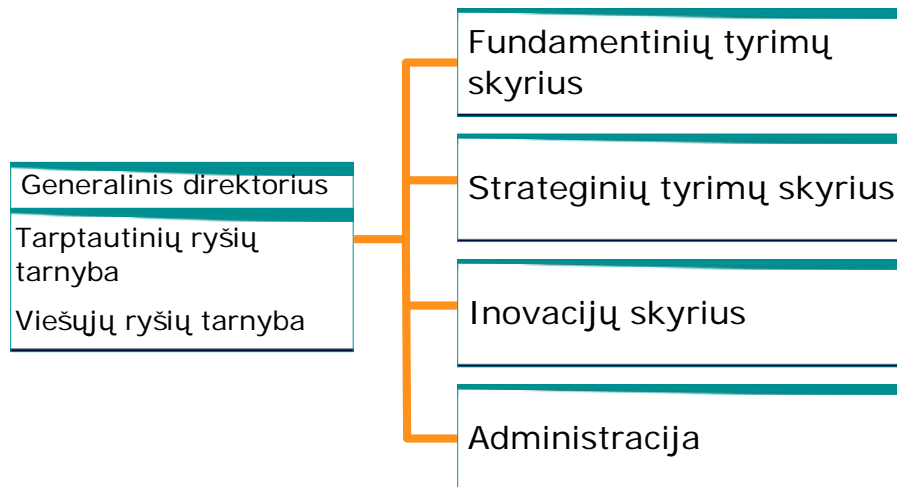 Generalinis direktorius
Tarptautinių ryšių
tarnyba
Viešųjų ryšių tarnyba
Fundamentinių tyrimų
skyrius
Strateginių tyrimų skyrius
Inovacijų skyrius
Administracija